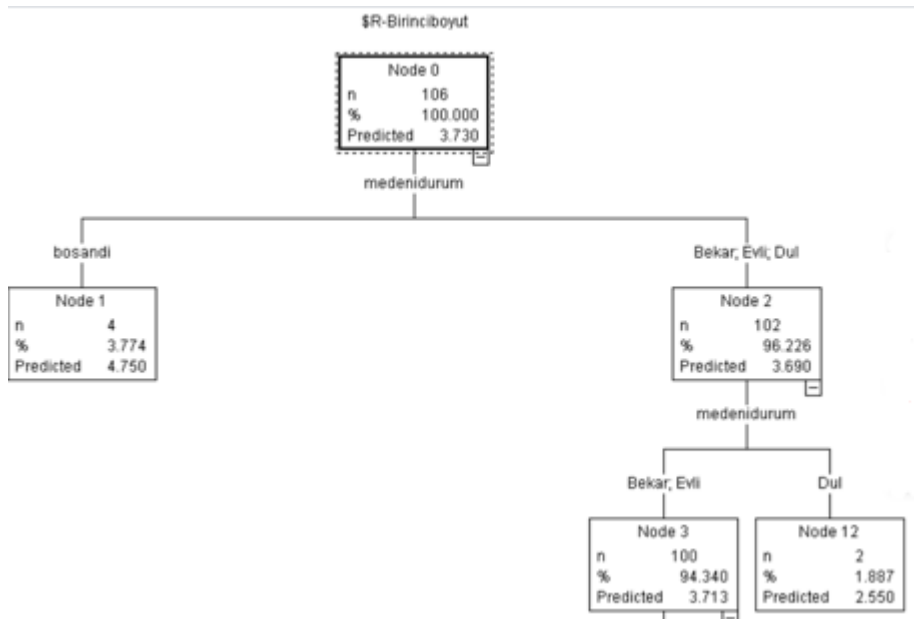 $R-Birinciboyut
Node 0
n 106
% 100.000
Predicted 3.730
medenidurum
bosandi
Bekar; Evli; Dul
Node 1
n 4
% 3.774
Predicted 4.750
Node 2
n 102
% 96.226
Predicted 3.690
medenidurum
Bekar; Evli
Dul
Node 3
n 100
% 94.340
Predicted 3.713
Node 12
n 2
% 1.887
Predicted 2.550